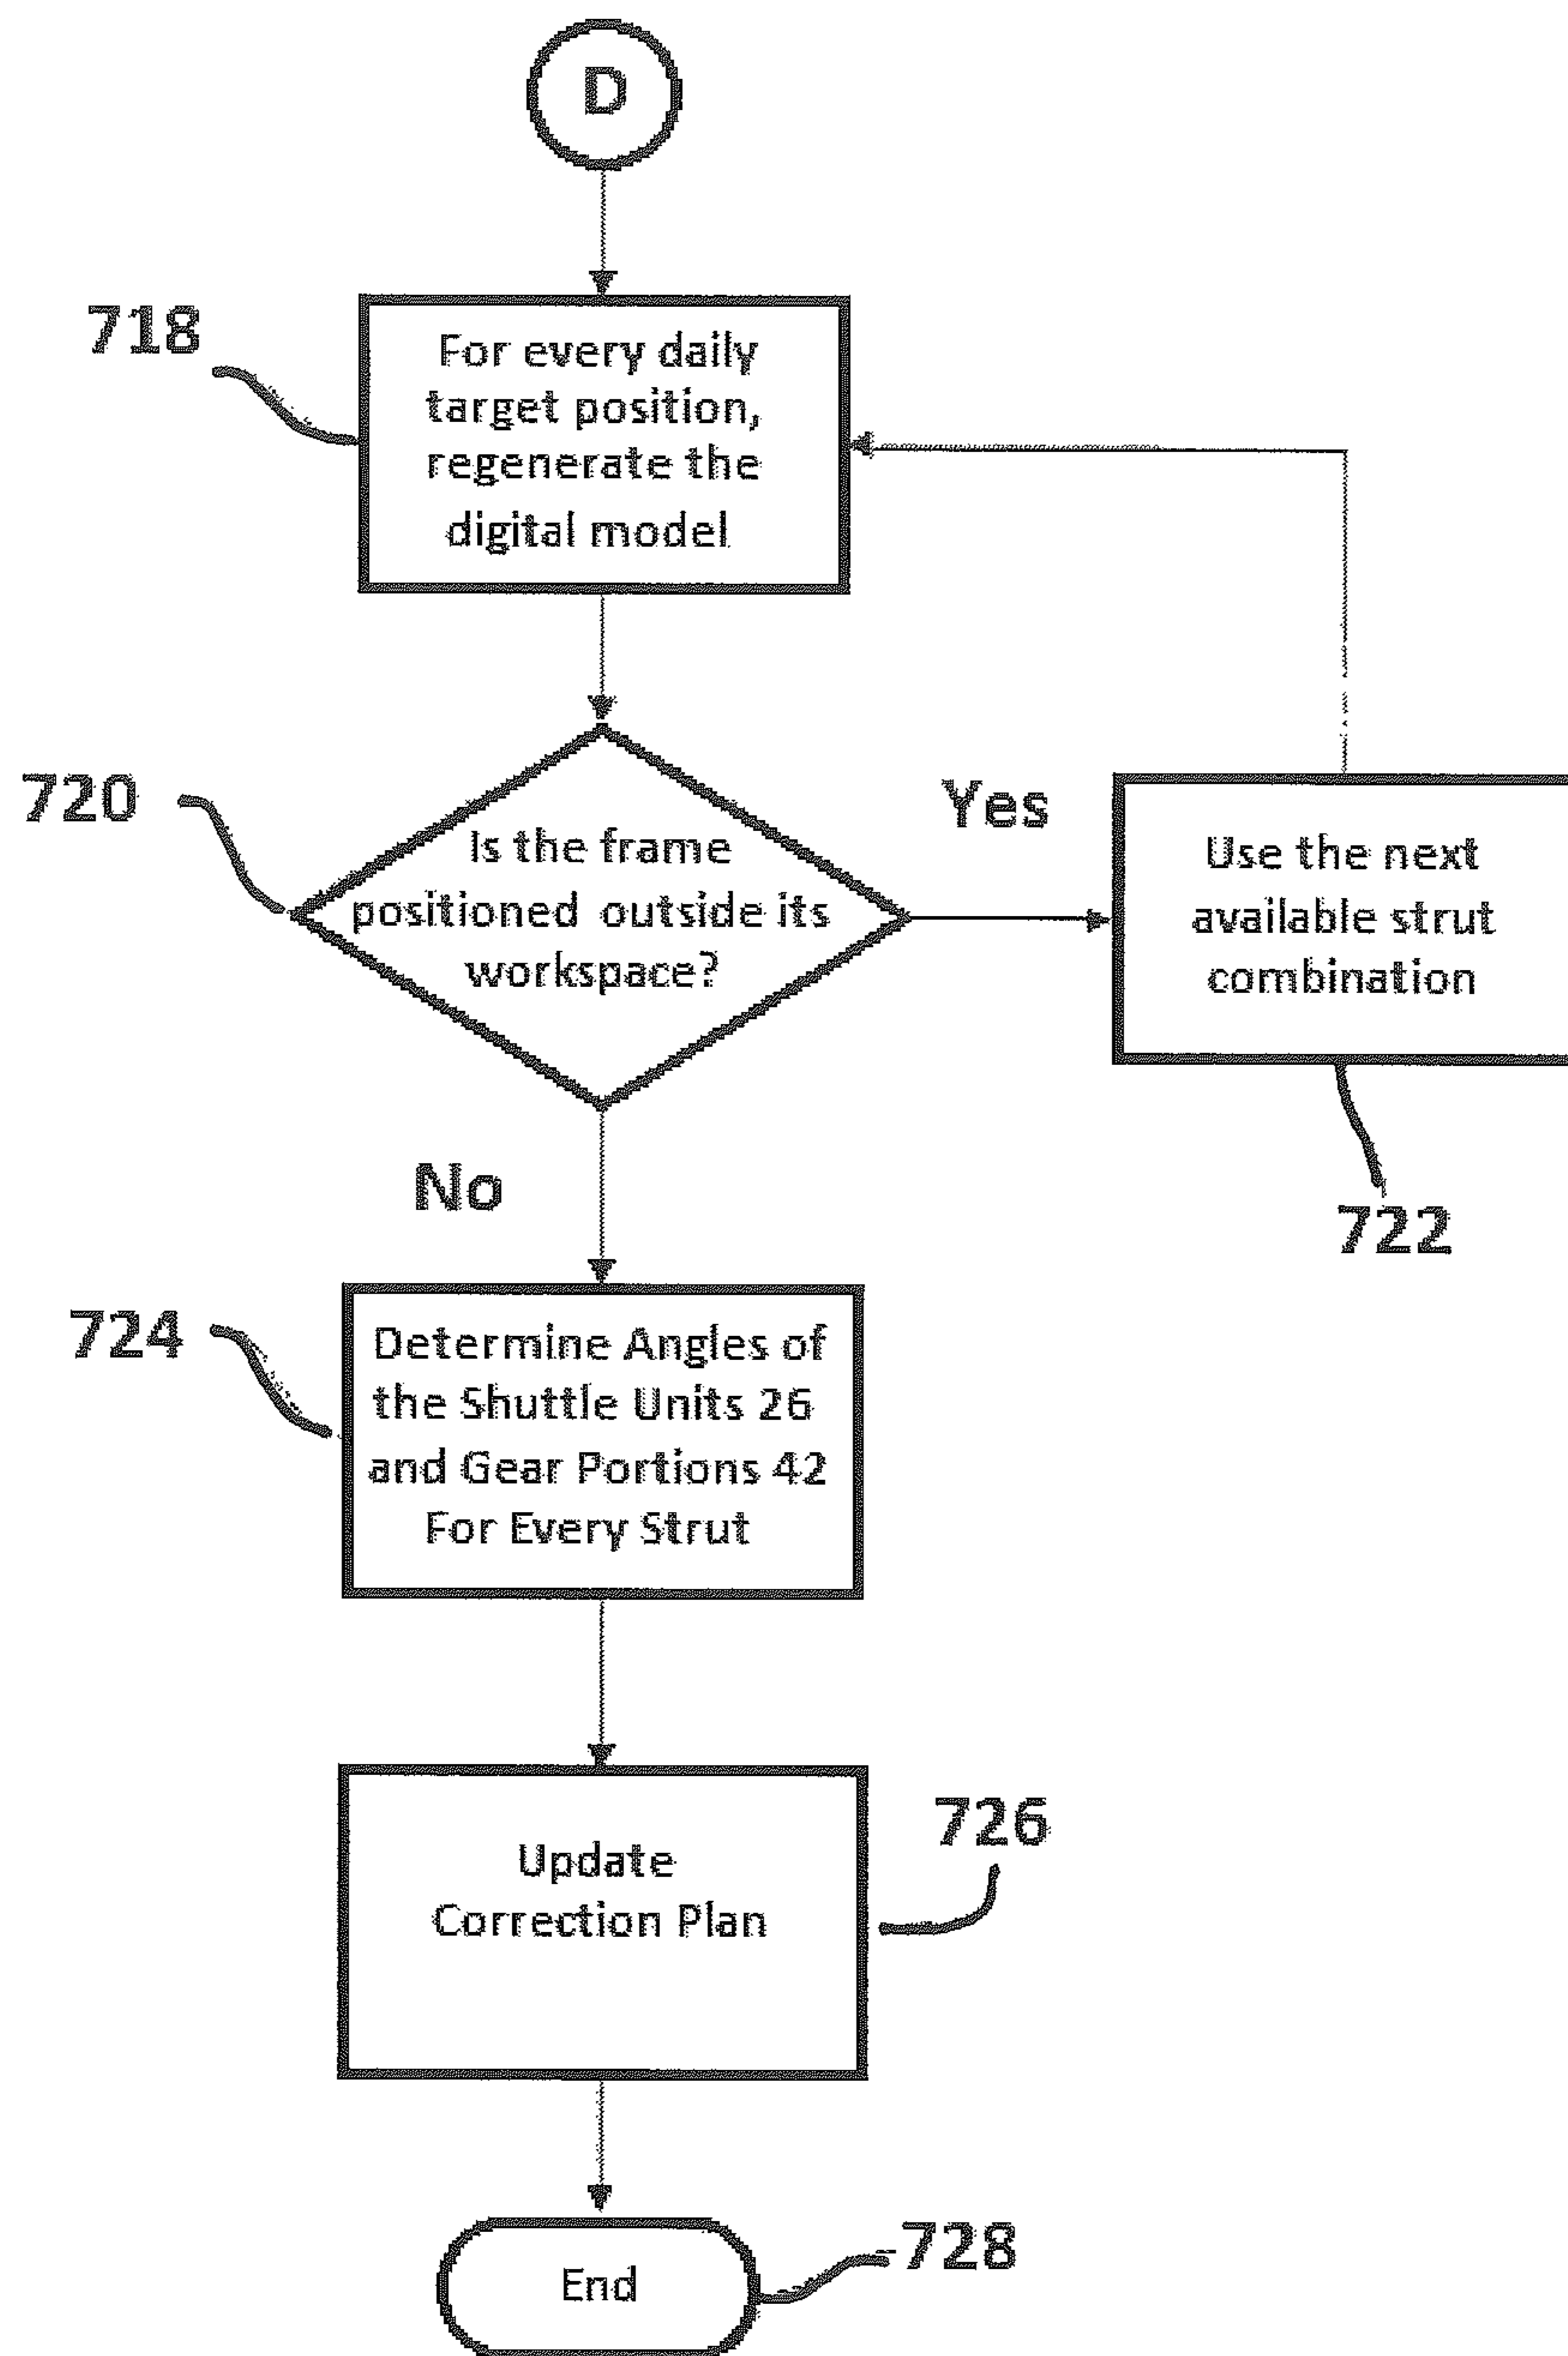 D
718
For every daily
target position,
regenerate the
digital model
720
Is the frame
positioned outside its
workspace?
Yes
Use the next
available strut
combination
722
No
724
Determine Angles of
the Shuttle Units 26
and Gear Portions 42
For Every Strut
726
Update
Correction Plan
728
End